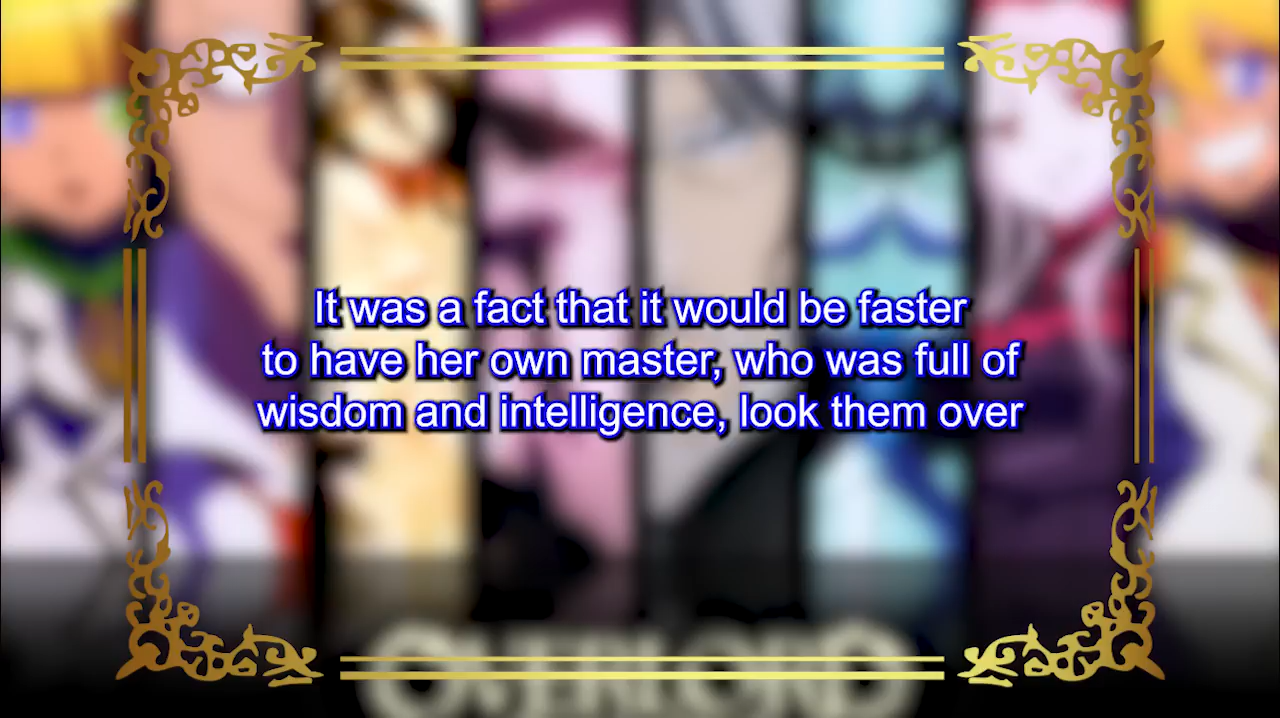 It was a fact that it would be faster
to have her own master, who was full of
wisdom and intelligence, look them over
OVERLORD